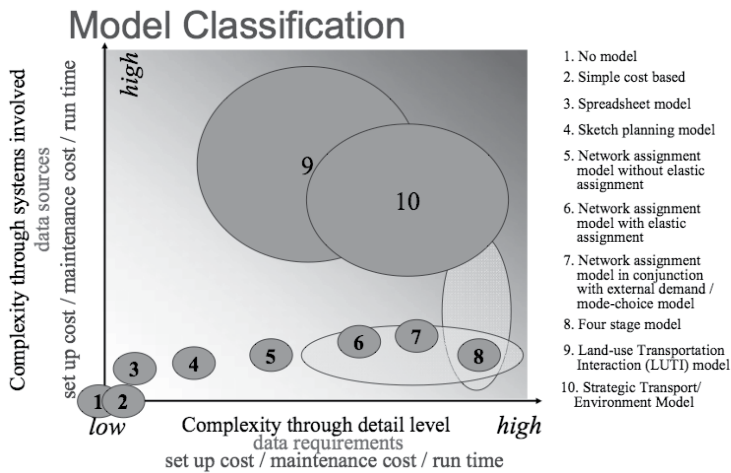 Model Classification
Complexity through systems involved
data sources
set up cost / maintenance cost / run time
high
9
10
7
6
8
5
4
3
1
2
low
Complexity through detail level
high
data requirements
set up cost / maintenance cost / run time
1. No model
2. Simple cost based
3. Spreadsheet model
4. Sketch planning model
5. Network assignment
model without elastic
assignment
6. Network assignment
model with elastic
assignment
7. Network assignment
model in conjunction
with external demand /
mode-choice model
8. Four stage model
9. Land-use Transportation
Interaction (LUTI) model
10. Strategic Transport/
Environment Model